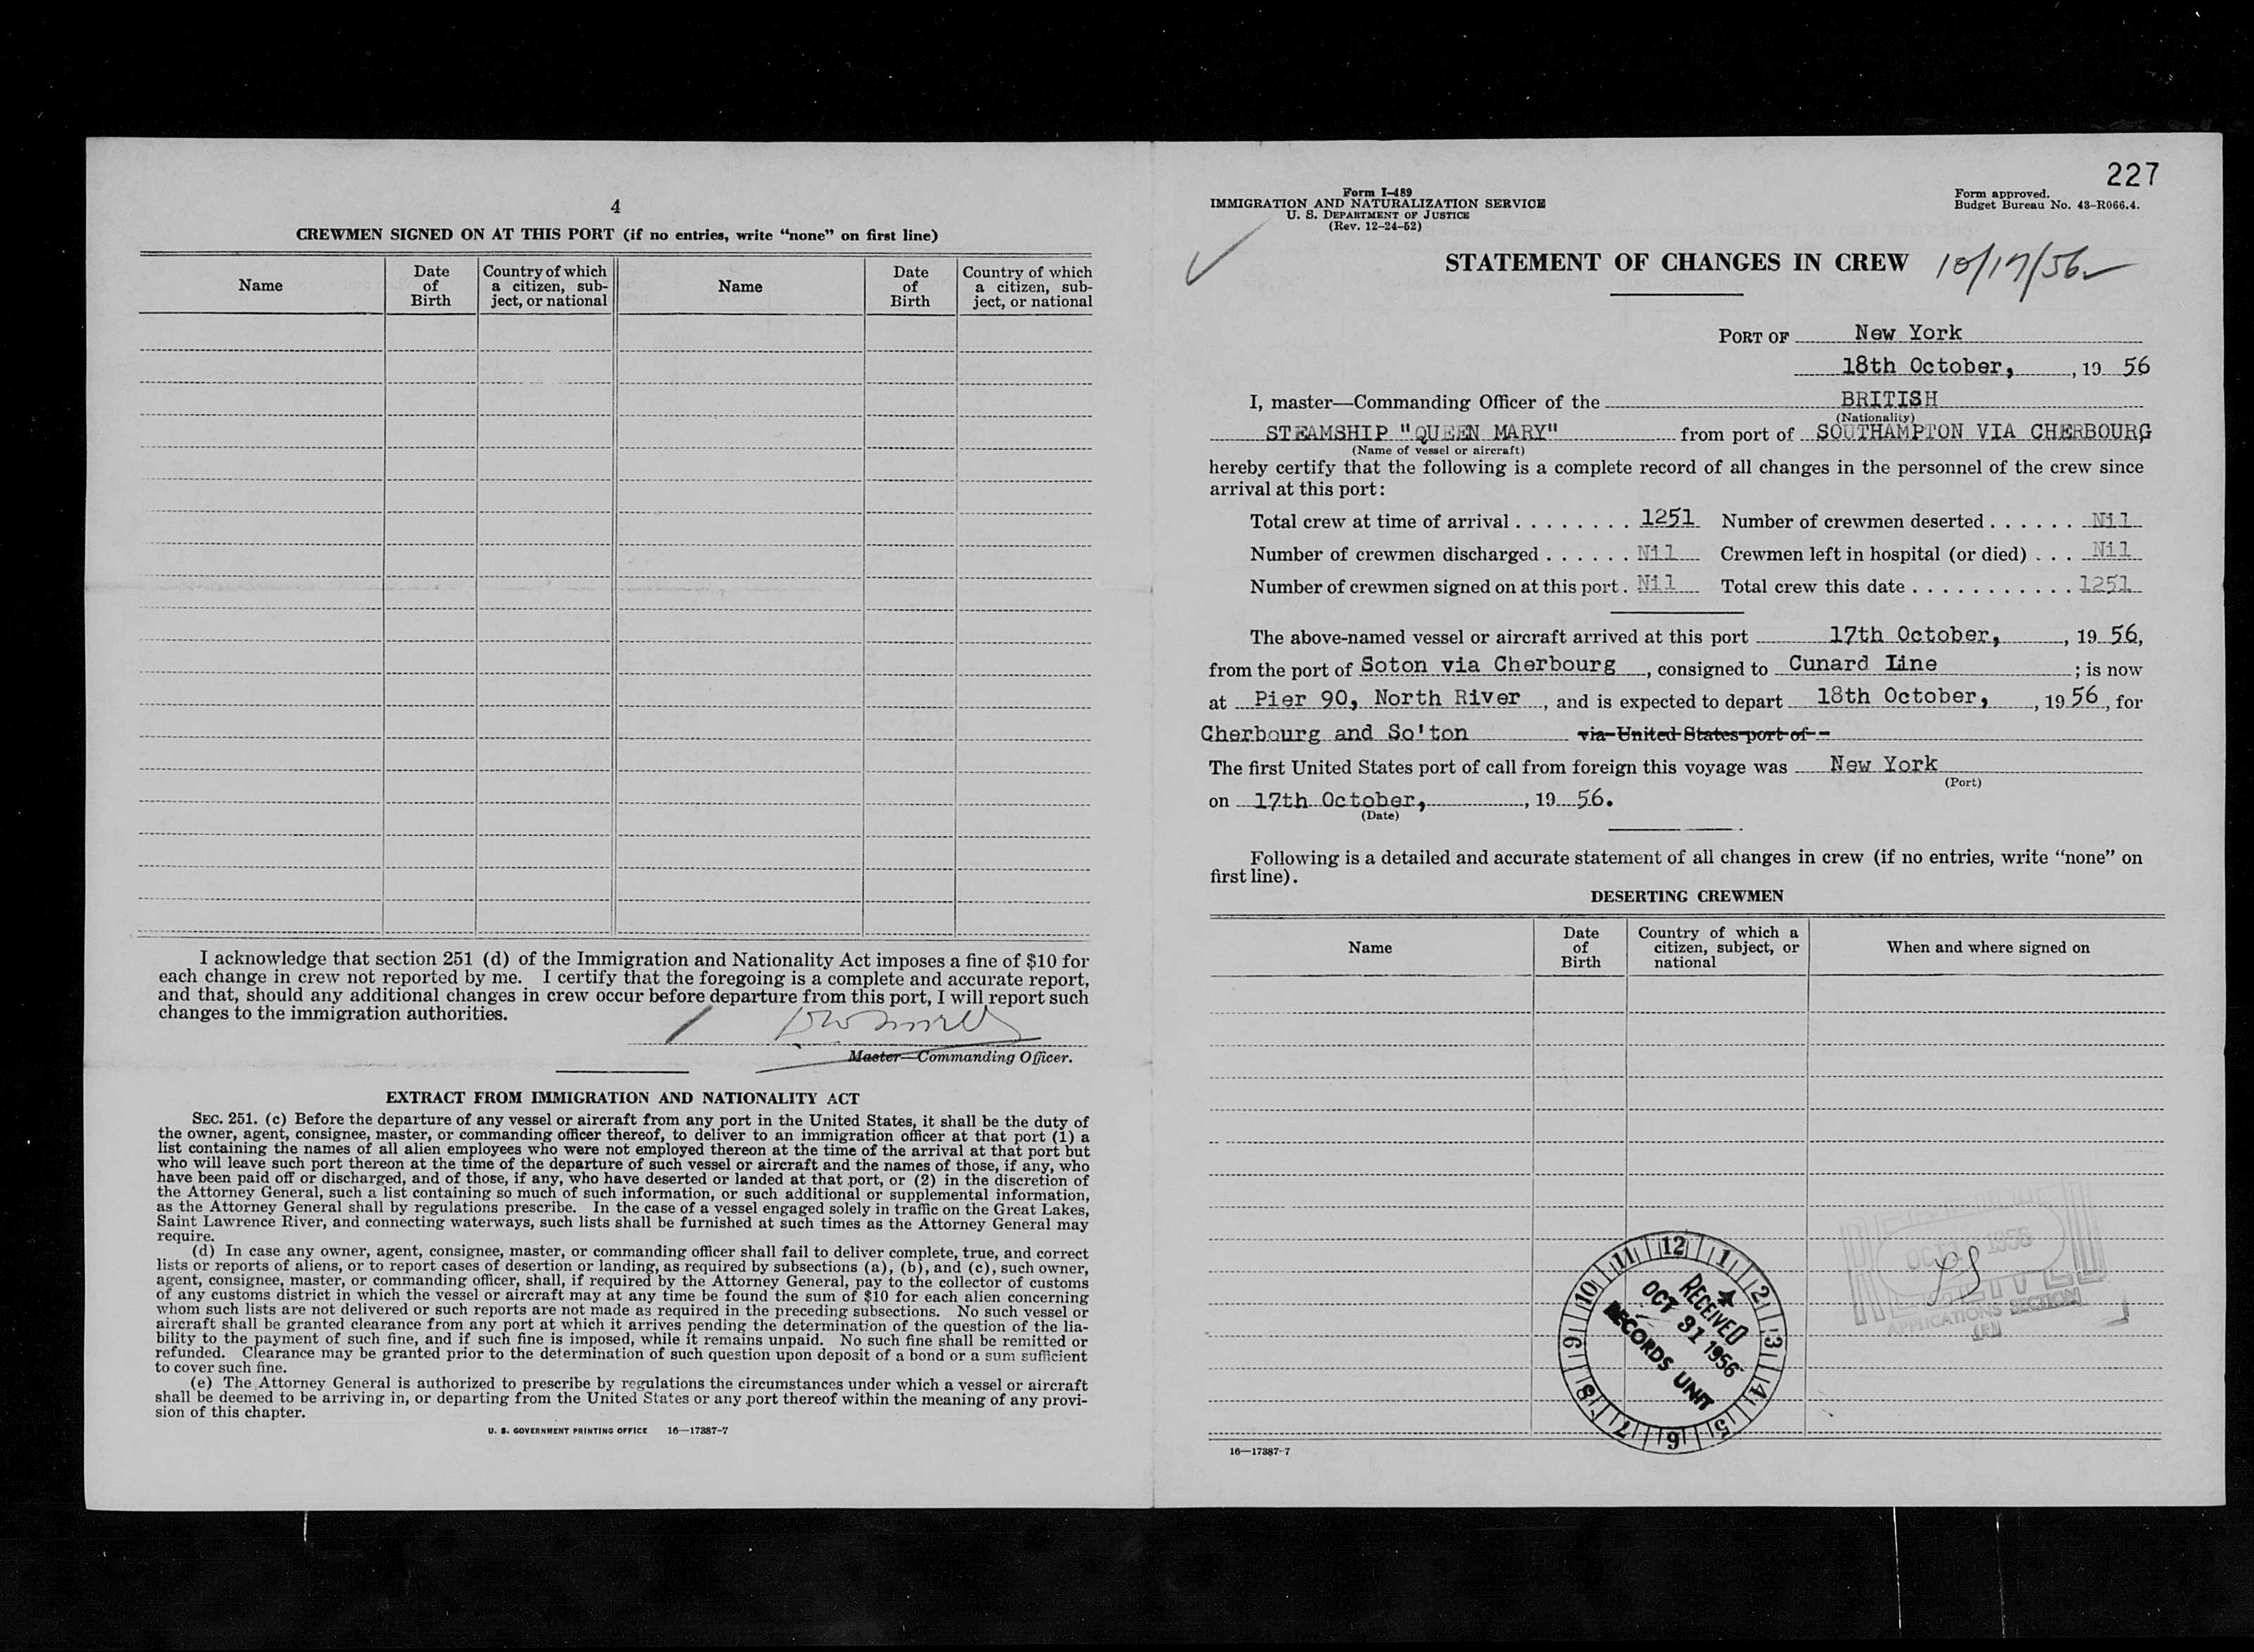 4
CREWMEN SIGNED ON AT THIS PORT (if no entries, write “none” on first line)
Name
Date
of
Birth
Country of which
a citizen, sub-
ject, or national
Name
Date
of
Birth
Country of which
a citizen, sub-
ject, or national
I acknowledge that section 251 (d) of the Immigration and Nationality Act imposes a fine of $10 for
each change in crew not reported by me. I certify that the foregoing is a complete and accurate report,
and that, should any additional changes in crew occur before departure from this port, I will report such
changes to the immigration authorities.
Master—Commanding Officer.
EXTRACT FROM IMMIGRATION AND NATIONALITY ACT
SEC. 251. (c) Before the departure of any vessel or aircraft from any port in the United States, it shall be the duty of
the owner, agent, consignee, master, or commanding officer thereof, to deliver to an immigration officer at that port (1) a
list containing the names of all alien employees who were not employed thereon at the time of the arrival at that port but
who will leave such port thereon at the time of the departure of such vessel or aircraft and the names of those, if any, who
have been paid off or discharged, and of those, if any, who have deserted or landed at that port, or (2) in the discretion of
the Attorney General, such a list containing so much of such information, or such additional or supplemental information,
as the Attorney General shall by regulations prescribe. In the case of a vessel engaged solely in traffic on the Great Lakes,
Saint Lawrence River, and connecting waterways, such lists shall be furnished at such times as the Attorney General may
require.
(d) In case any owner, agent, consignee, master, or commanding officer shall fail to deliver complete, true, and correct
lists or reports of aliens, or to report cases of desertion or landing, as required by subsections (a), (b), and (c), such owner,
agent, consignee, master, or commanding officer, shall, if required by the Attorney General, pay to the collector of customs
of any customs district in which the vessel or aircraft may at any time be found the sum of $10 for each alien concerning
whom such lists are not delivered or such reports are not made as required in the preceding subsections. No such vessel or
aircraft shall be granted clearance from any port at which it arrives pending the determination of the question of the lia-
bility to the payment of such fine, and if such fine is imposed, while it remains unpaid. No such fine shall be remitted or
refunded. Clearance may be granted prior to the determination of such question upon deposit of a bond or a sum sufficient
to cover such fine.
(e) The Attorney General is authorized to prescribe by regulations the circumstances under which a vessel or aircraft
shall be deemed to be arriving in, or departing from the United States or any port thereof within the meaning of any provi-
sion of this chapter.
U. S. GOVERNMENT PRINTING OFFICE 16—17387-7
227
Form I-489
IMMIGRATION AND NATURALIZATION SERVICE
U. S. DEPARTMENT OF JUSTICE
(Rev. 12-24-52)
Form approved.
Budget Bureau No. 43-R066.4.
STATEMENT OF CHANGES IN CREW 10/17/56
PORT OF New York
18th October, , 19 56
I, master—Commanding Officer of the BRITISH
(Nationality)
STEAMSHIP "QUEEN MARY" from port of SOUTHAMPTON VIA CHERBOURG
(Name of vessel or aircraft)
hereby certify that the following is a complete record of all changes in the personnel of the crew since
arrival at this port:
Total crew at time of arrival . . . . . . . . 1251 Number of crewmen deserted . . . . . . Nil
Number of crewmen discharged . . . . . . Nil Crewmen left in hospital (or died) . . . Nil
Number of crewmen signed on at this port . Nil Total crew this date . . . . . . . . . . . 1251
The above-named vessel or aircraft arrived at this port 17th October, , 19 56,
from the port of Soton via Cherbourg , consigned to Cunard Line ; is now
at Pier 90, North River , and is expected to depart 18th October, , 19 56 , for
Cherbourg and So'ton via United States port of --
The first United States port of call from foreign this voyage was New York
(Port)
on 17th October, , 19 56.
(Date)
Following is a detailed and accurate statement of all changes in crew (if no entries, write “none” on
first line).
DESERTING CREWMEN
Name
Date
of
Birth
Country of which a
citizen, subject, or
national
When and where signed on
12 1 2 3 4 5 6 7 8 9 10 11
RECEIVED
OCT 31 1956
RECORDS UNIT
OCT 1956
RECEIVED
APPLICATIONS SECTION
16—17387-7